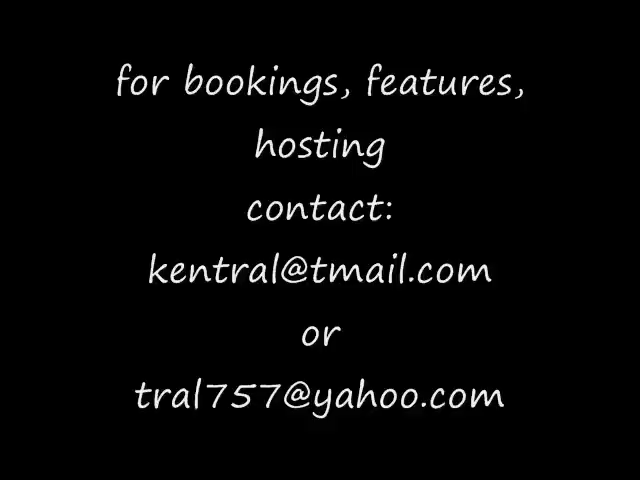 for bookings, features,
hosting
contact:
kentral@tmail.com
or
tral757@yahoo.com